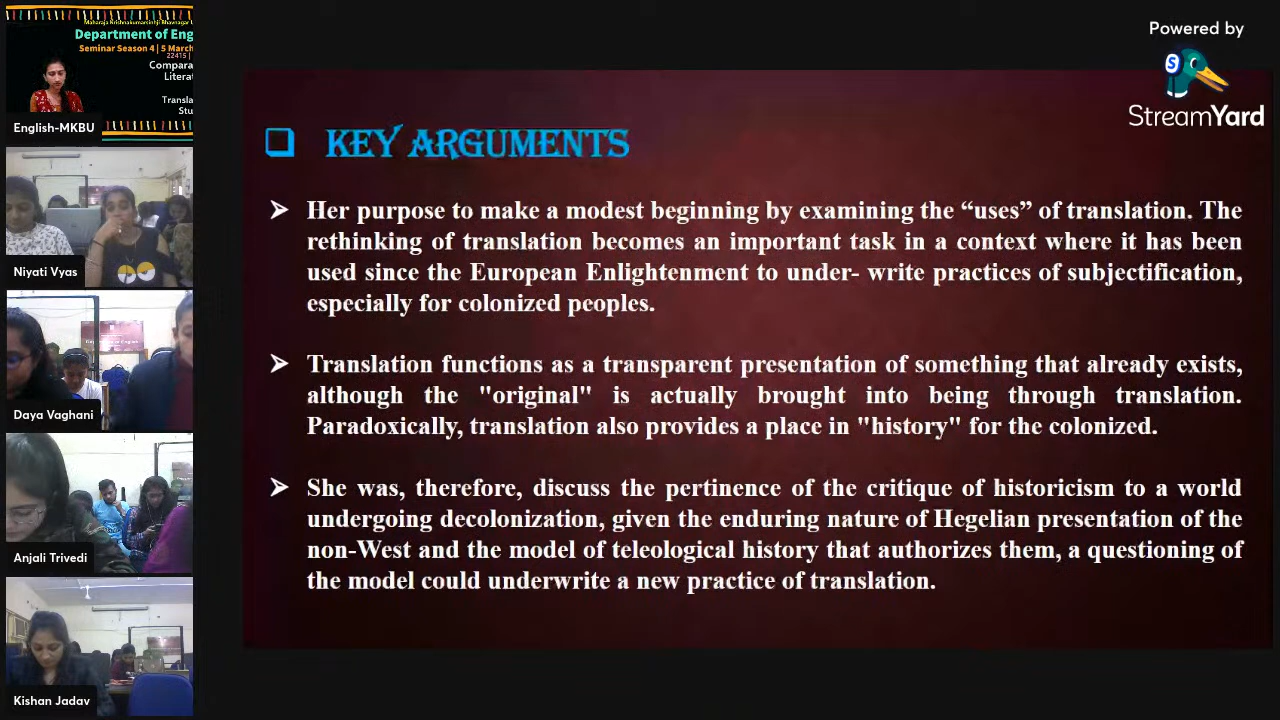 Maharaja Krishnakumarsinhji Bhavnagar
Department of Eng
Seminar Season 4 | 5 March
22415 |
Compara
Literat
Transla
Stu
English-MKBU
Niyati Vyas
Daya Vaghani
Anjali Trivedi
Kishan Jadav
Powered by
S
StreamYard
KEY ARGUMENTS
Her purpose to make a modest beginning by examining the “uses” of translation. The
rethinking of translation becomes an important task in a context where it has been
used since the European Enlightenment to under- write practices of subjectification,
especially for colonized peoples.
Translation functions as a transparent presentation of something that already exists,
although the "original" is actually brought into being through translation.
Paradoxically, translation also provides a place in "history" for the colonized.
She was, therefore, discuss the pertinence of the critique of historicism to a world
undergoing decolonization, given the enduring nature of Hegelian presentation of the
non-West and the model of teleological history that authorizes them, a questioning of
the model could underwrite a new practice of translation.